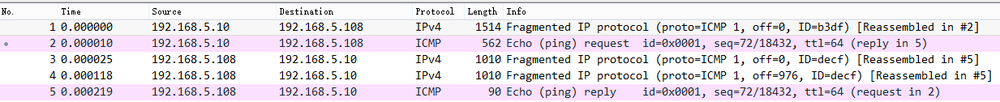 No. Time Source Destination Protocol Length Info
1 0.000000 192.168.5.10 192.168.5.108 IPv4 1514 Fragmented IP protocol (proto=ICMP 1, off=0, ID=b3df) [Reassembled in #2]
2 0.000010 192.168.5.10 192.168.5.108 ICMP 562 Echo (ping) request id=0x0001, seq=72/18432, ttl=64 (reply in 5)
3 0.000025 192.168.5.108 192.168.5.10 IPv4 1010 Fragmented IP protocol (proto=ICMP 1, off=0, ID=decf) [Reassembled in #5]
4 0.000118 192.168.5.108 192.168.5.10 IPv4 1010 Fragmented IP protocol (proto=ICMP 1, off=976, ID=decf) [Reassembled in #5]
5 0.000219 192.168.5.108 192.168.5.10 ICMP 90 Echo (ping) reply id=0x0001, seq=72/18432, ttl=64 (request in 2)